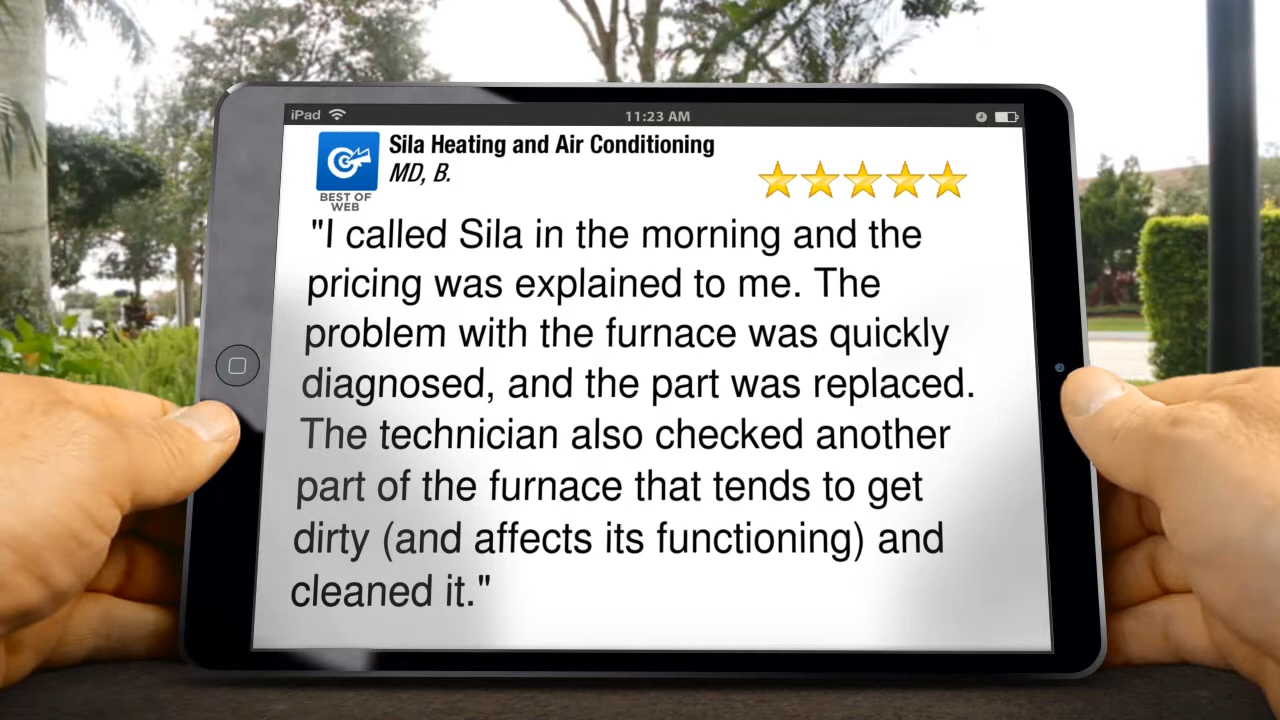 iPad 11:23 AM
Sila Heating and Air Conditioning
MD, B.
BEST OF
WEB
"I called Sila in the morning and the
pricing was explained to me. The
problem with the furnace was quickly
diagnosed, and the part was replaced.
The technician also checked another
part of the furnace that tends to get
dirty (and affects its functioning) and
cleaned it."